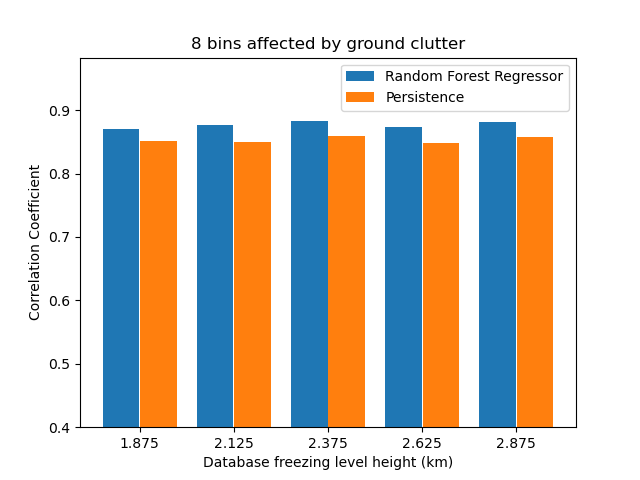 8 bins affected by ground clutter
Random Forest Regressor
Persistence
Correlation Coefficient
0.9
0.8
0.7
0.6
0.5
0.4
1.875 2.125 2.375 2.625 2.875
Database freezing level height (km)